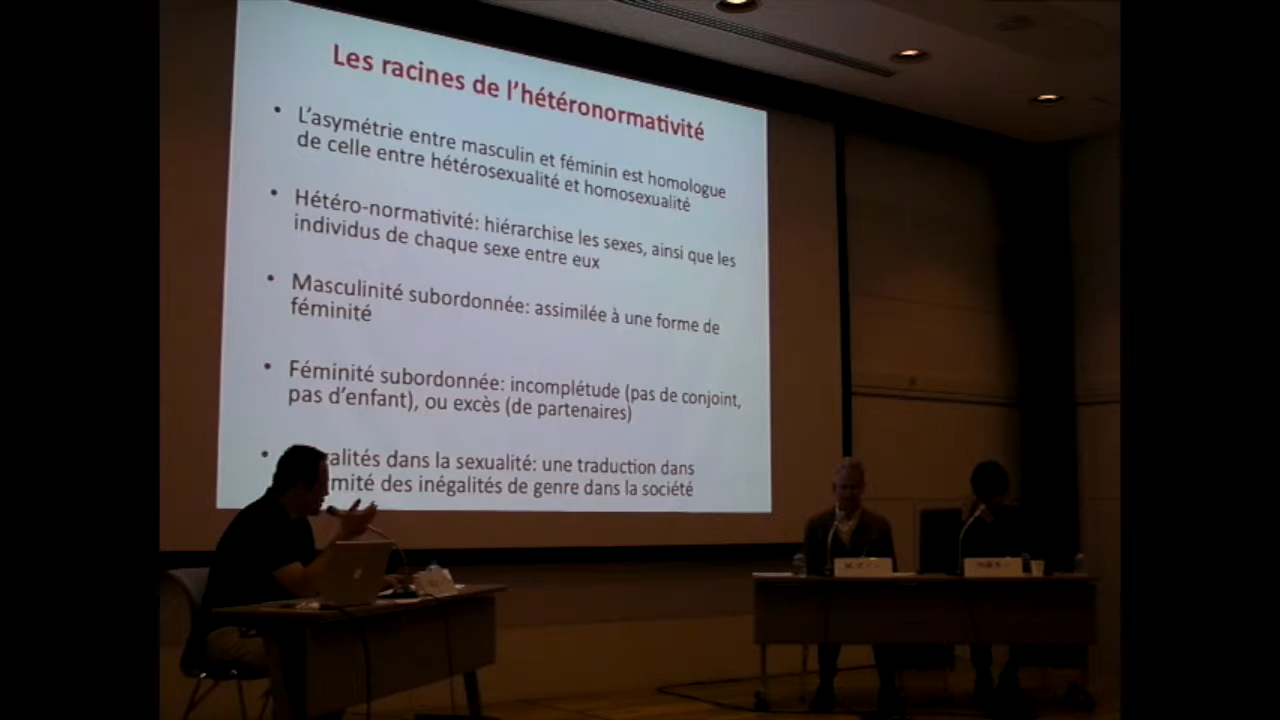 Les racines de l’hétéronormativité
• L’asymétrie entre masculin et féminin est homologue
de celle entre hétérosexualité et homosexualité
• Hétéro-normativité: hiérarchise les sexes, ainsi que les
individus de chaque sexe entre eux
• Masculinité subordonnée: assimilée à une forme de
féminité
• Féminité subordonnée: incomplétude (pas de conjoint,
pas d’enfant), ou excès (de partenaires)
• dans la sexualité: une traduction dans
des inégalités de genre dans la société